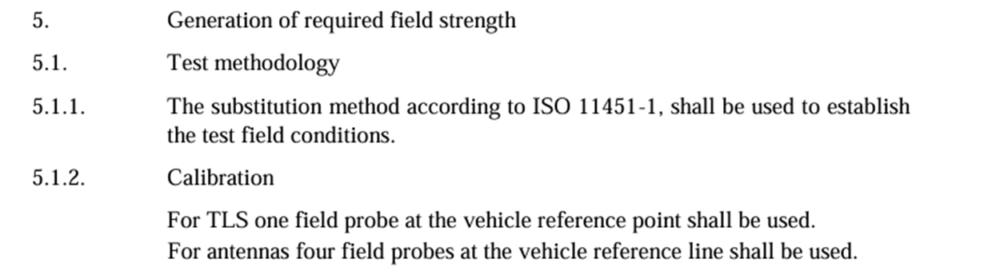 5. Generation of required field strength
5.1. Test methodology
5.1.1. The substitution method according to ISO 11451-1, shall be used to establish
the test field conditions.
5.1.2. Calibration
For TLS one field probe at the vehicle reference point shall be used.
For antennas four field probes at the vehicle reference line shall be used.